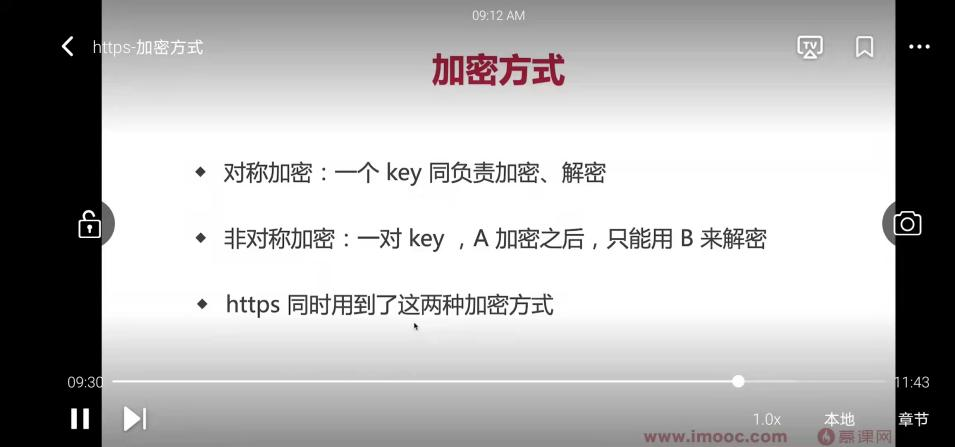 09:12 AM
https-加密方式
TV
加密方式
对称加密：一个 key 同负责加密、解密
非对称加密：一对 key ，A 加密之后，只能用 B 来解密
https 同时用到了这两种加密方式
09:30
11:43
1.0x 本地 章节
www.imooc.com 慕课网